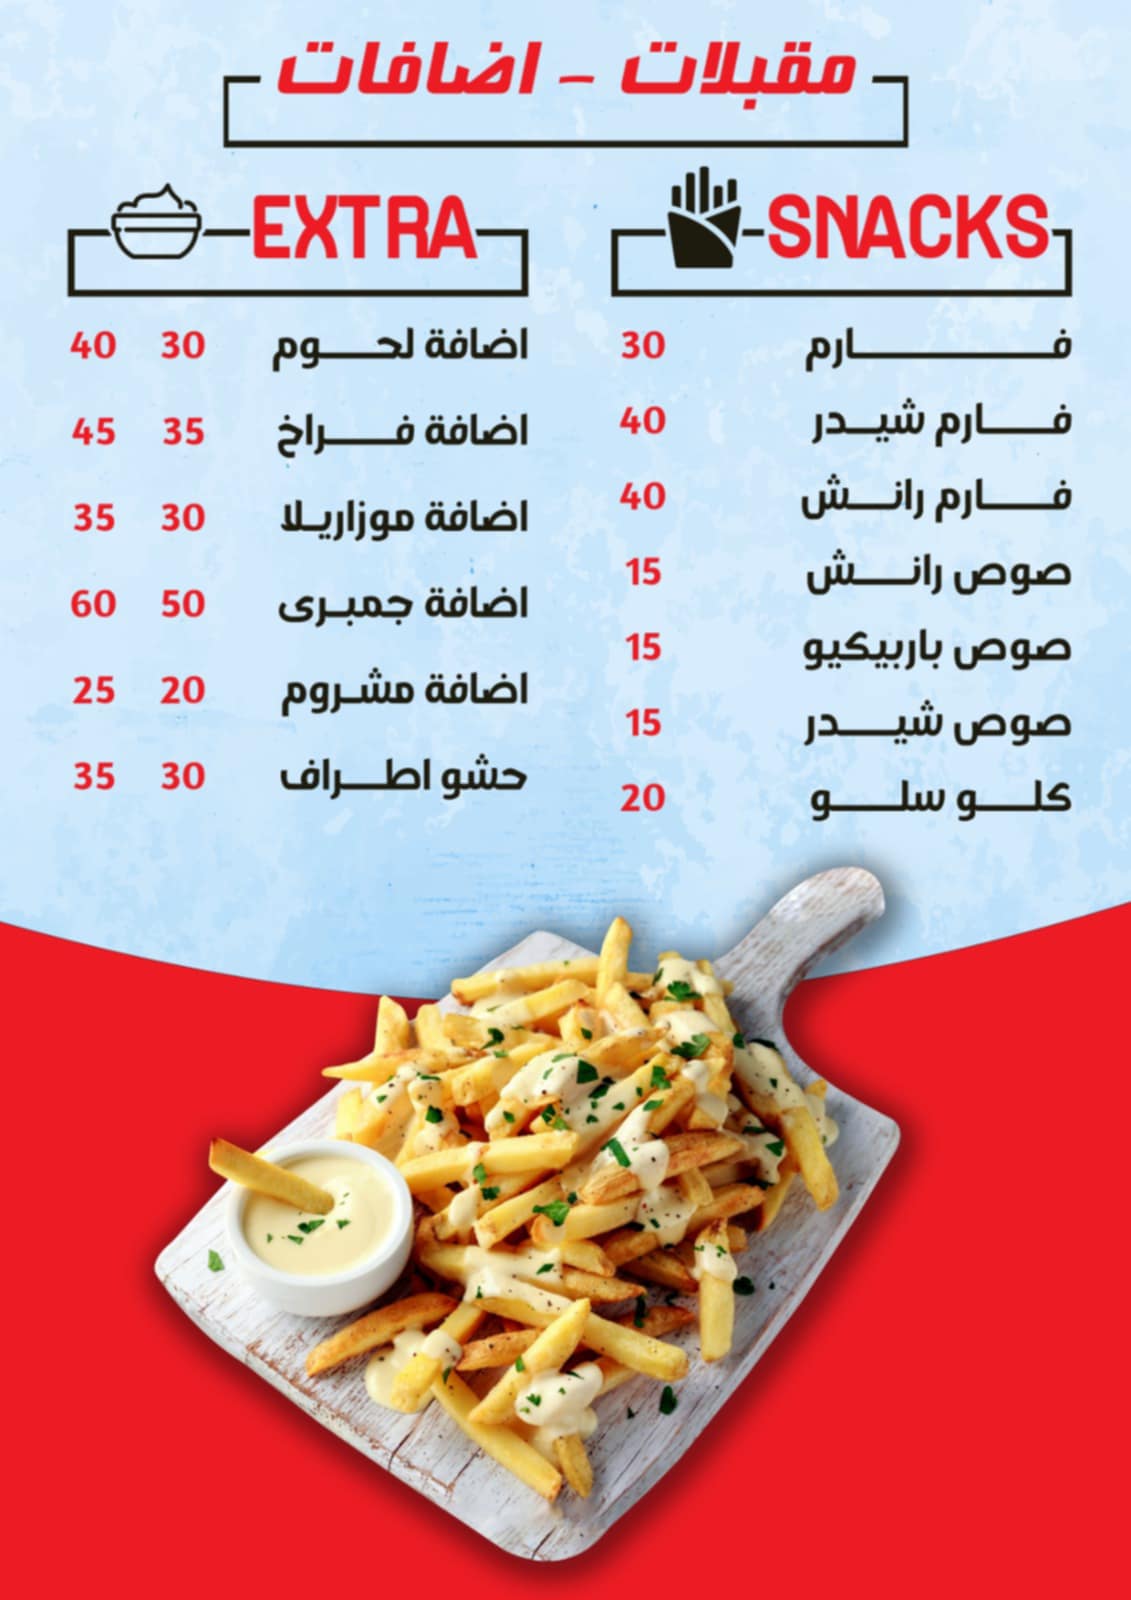 مقبلات - اضافات
SNACKS
فارم 30
فارم شيدر 40
فارم رانش 40
صوص رانش 15
صوص باربيكيو 15
صوص شيدر 15
كلو سلو 20
EXTRA
اضافة لحوم 30 40
اضافة فراخ 35 45
اضافة موزاريلا 30 35
اضافة جمبرى 50 60
اضافة مشروم 20 25
حشو اطراف 30 35